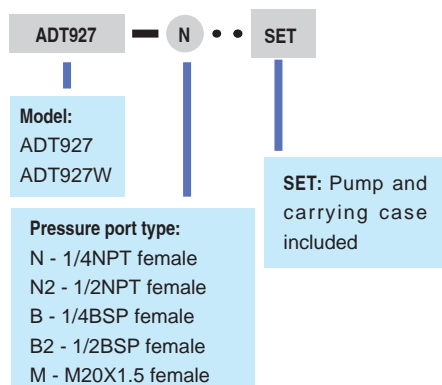 ADT927 — N • • SET
Model:
ADT927
ADT927W
Pressure port type:
N - 1/4NPT female
N2 - 1/2NPT female
B - 1/4BSP female
B2 - 1/2BSP female
M - M20X1.5 female
SET: Pump and
carrying case
included